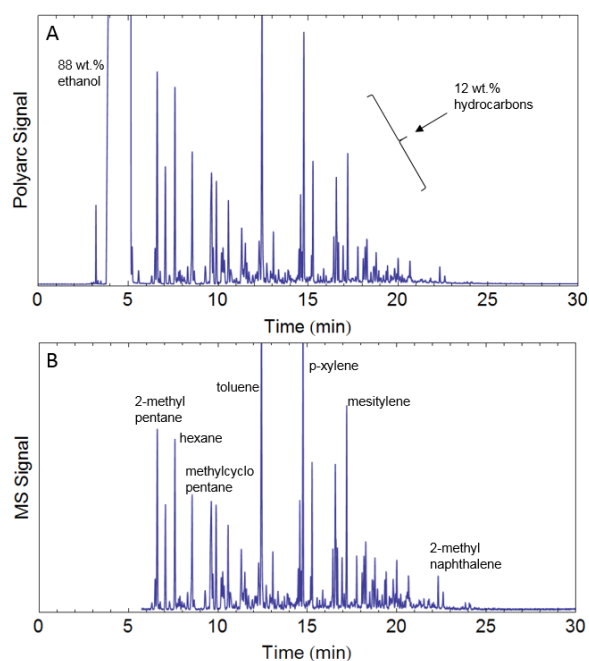 A
88 wt.%
ethanol
12 wt.%
hydrocarbons
Polyarc Signal
0 5 10 15 20 25 30
Time (min)
B
2-methyl
pentane
hexane
methylcyclo
pentane
toluene
p-xylene
mesitylene
2-methyl
naphthalene
MS Signal
0 5 10 15 20 25 30
Time (min)